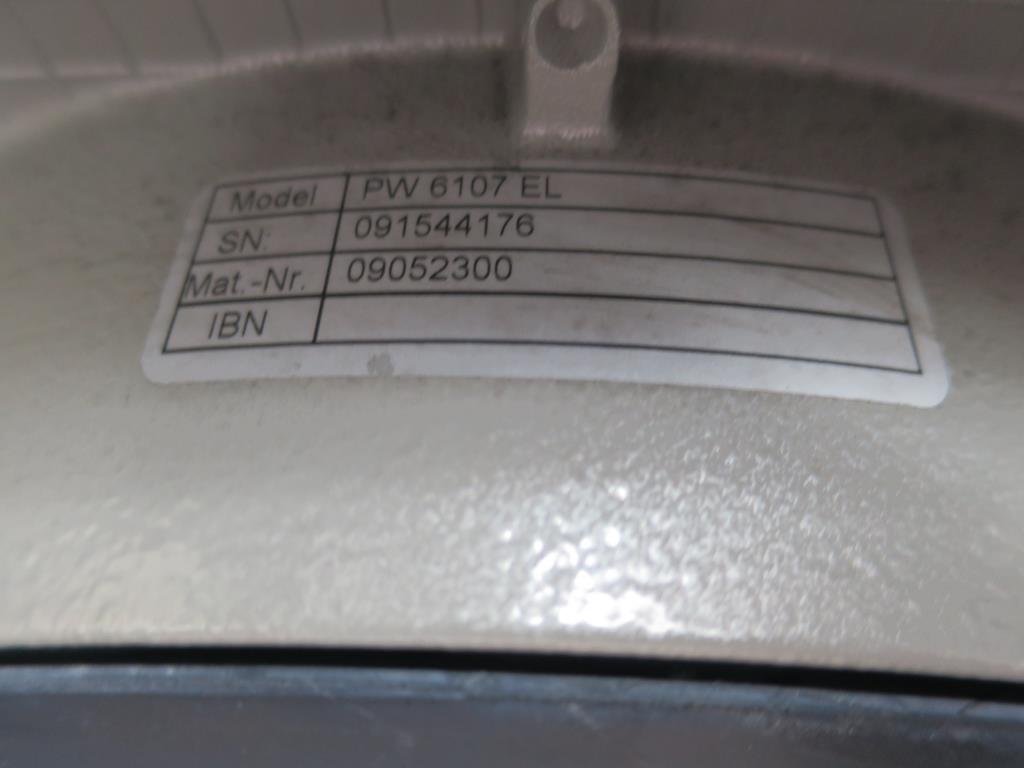 Model PW 6107 EL
SN: 091544176
Mat.-Nr. 09052300
IBN